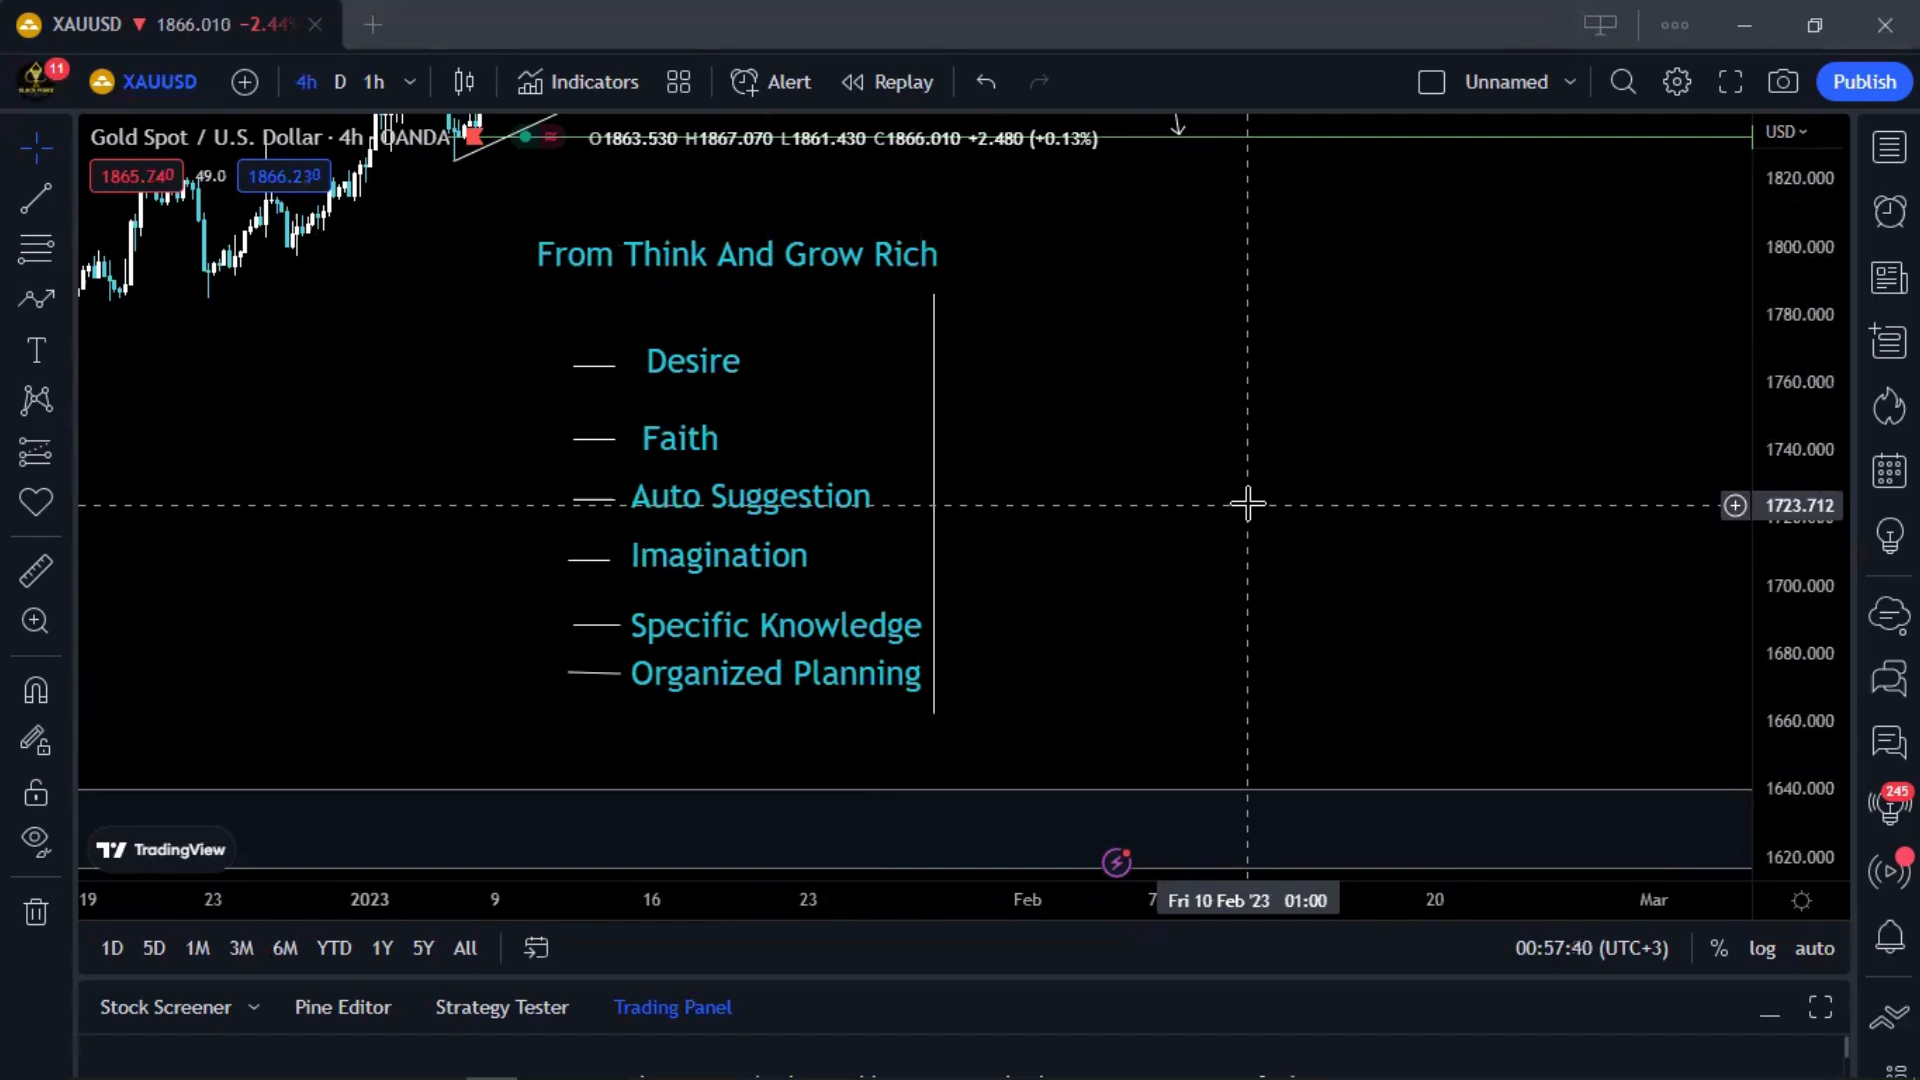 XAUUSD 1866.010 −2.44%
11
XAUUSD 4h D 1h Indicators Alert Replay Unnamed Publish
Gold Spot / U.S. Dollar · 4h OANDA O1863.530 H1867.070 L1861.430 C1866.010 +2.480 (+0.13%)
USD
1865.740 49.0 1866.230
1820.000
1800.000
From Think And Grow Rich
1780.000
Desire
1760.000
Faith
1740.000
Auto Suggestion
1723.712
Imagination
1700.000
Specific Knowledge
1680.000
Organized Planning
1660.000
1640.000
245
TradingView
1620.000
19 23 2023 9 16 23 Feb 7 Fri 10 Feb '23 01:00 20 Mar
1D 5D 1M 3M 6M YTD 1Y 5Y All 00:57:40 (UTC+3) % log auto
Stock Screener Pine Editor Strategy Tester Trading Panel